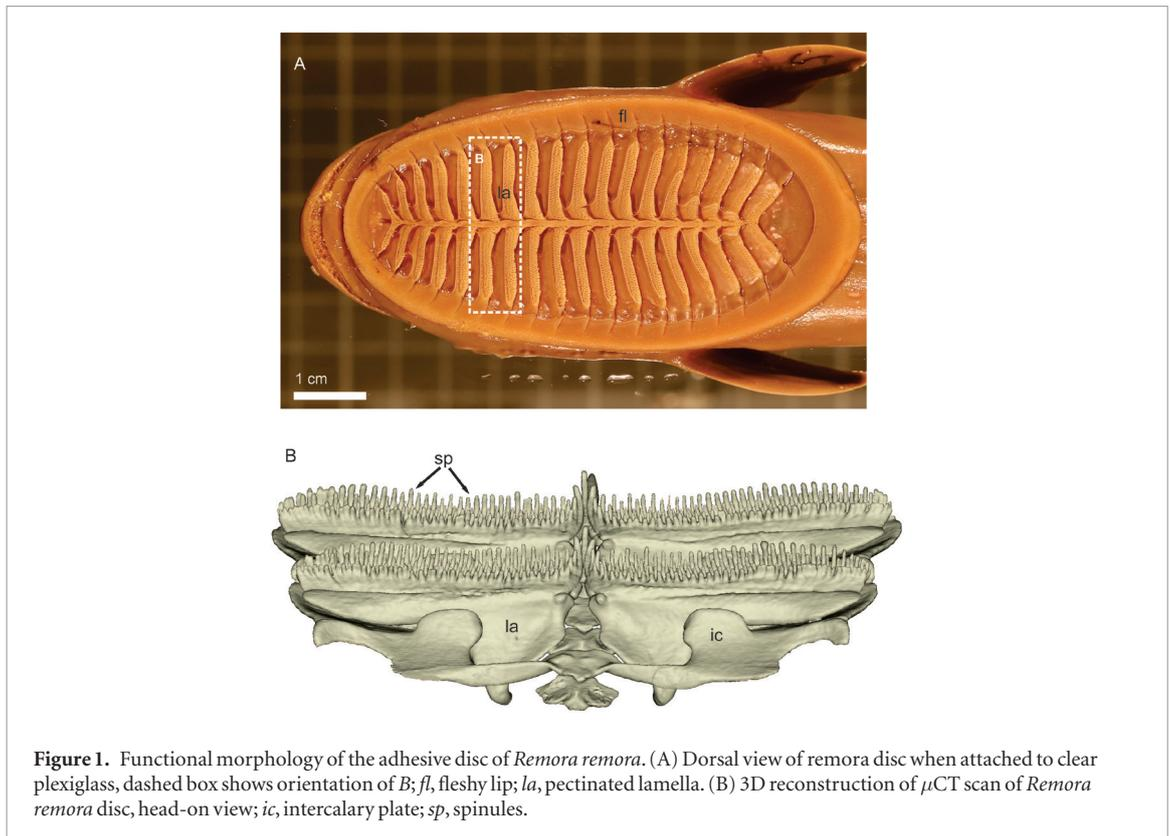 A
fl
B
la
1 cm
B
sp
la
ic
Figure 1. Functional morphology of the adhesive disc of Remora remora. (A) Dorsal view of remora disc when attached to clear
plexiglass, dashed box shows orientation of B; fl, fleshy lip; la, pectinated lamella. (B) 3D reconstruction of μCT scan of Remora
remora disc, head-on view; ic, intercalary plate; sp, spinules.